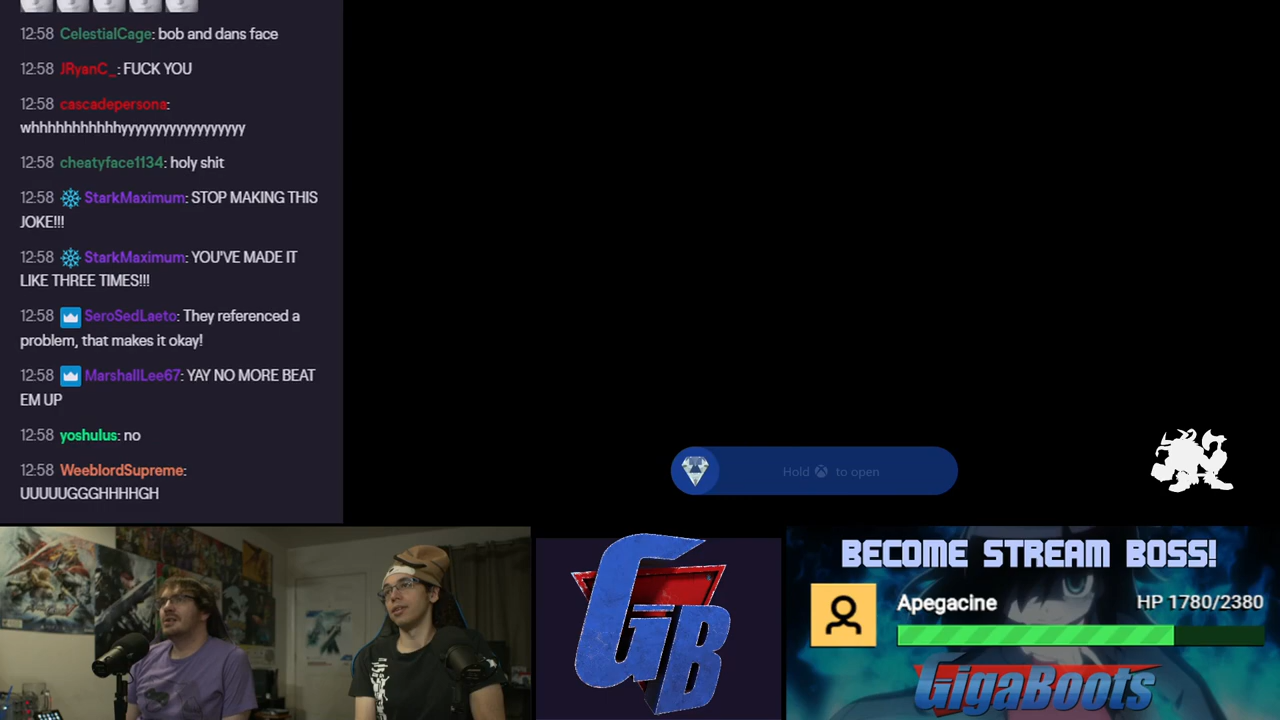 12:58 CelestialCage: bob and dans face
12:58 JRyanC_: FUCK YOU
12:58 cascadepersona:
whhhhhhhhhhyyyyyyyyyyyyyyyyy
12:58 cheatyface1134: holy shit
12:58 StarkMaximum: STOP MAKING THIS
JOKE!!!
12:58 StarkMaximum: YOU'VE MADE IT
LIKE THREE TIMES!!!
12:58 SeroSedLaeto: They referenced a
problem, that makes it okay!
12:58 MarshallLee67: YAY NO MORE BEAT
EM UP
12:58 yoshulus: no
12:58 WeeblordSupreme:
UUUUUGGGHHHHGH
Hold to open
GB
BECOME STREAM BOSS!
Apegacine HP 1780/2380
GigaBoots